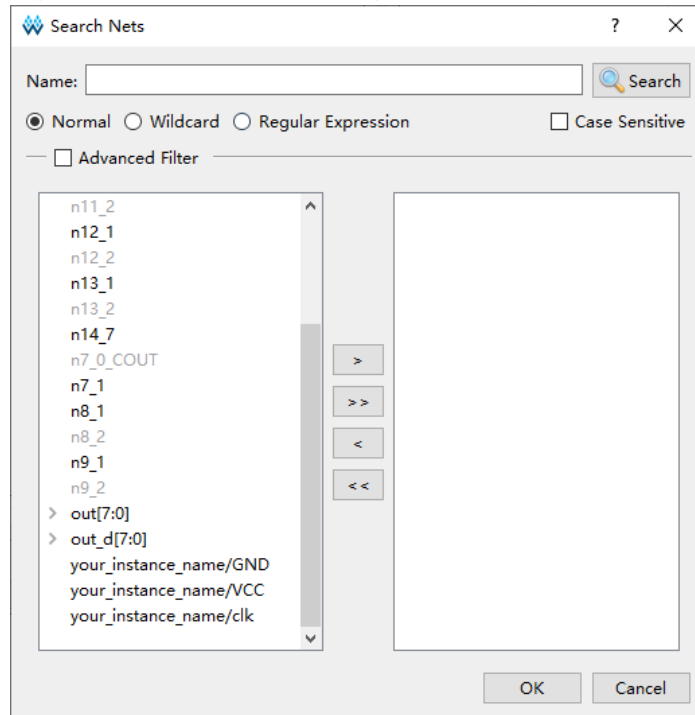 Search Nets
?
Name:
Search
Normal
Wildcard
Regular Expression
Case Sensitive
Advanced Filter
n11_2
n12_1
n12_2
n13_1
n13_2
n14_7
n7_0_COUT
n7_1
n8_1
n8_2
n9_1
n9_2
out[7:0]
out_d[7:0]
your_instance_name/GND
your_instance_name/VCC
your_instance_name/clk
>
>>
<
<<
OK
Cancel